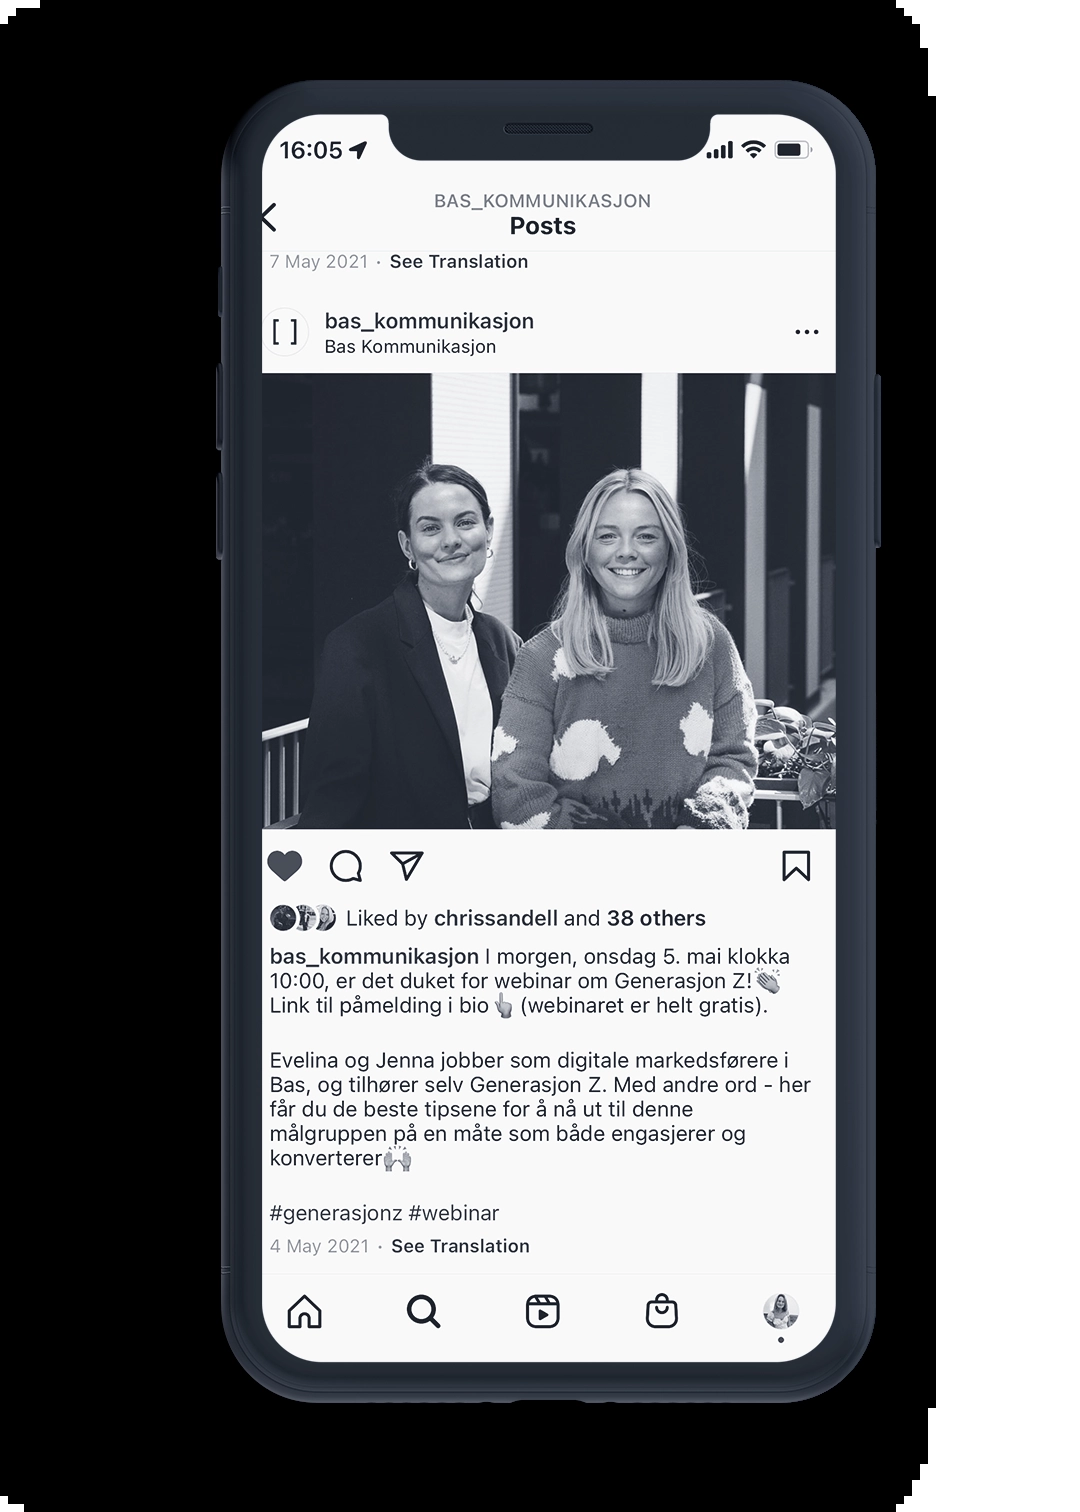 16:05
BAS_KOMMUNIKASJON
Posts
7 May 2021 · See Translation
[ ]
bas_kommunikasjon
Bas Kommunikasjon
Liked by chrissandell and 38 others
bas_kommunikasjon I morgen, onsdag 5. mai klokka
10:00, er det duket for webinar om Generasjon Z!👏
Link til påmelding i bio👆 (webinaret er helt gratis).
Evelina og Jenna jobber som digitale markedsførere i
Bas, og tilhører selv Generasjon Z. Med andre ord - her
får du de beste tipsene for å nå ut til denne
målgruppen på en måte som både engasjerer og
konverterer🙌
#generasjonz #webinar
4 May 2021 · See Translation